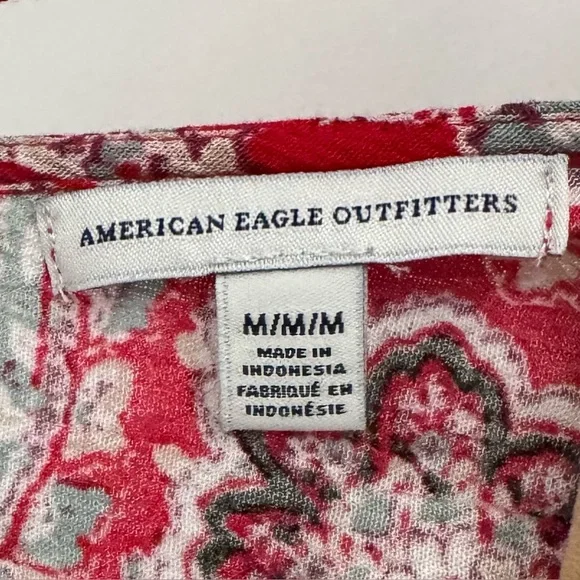 AMERICAN EAGLE OUTFITTERS
M/M/M
MADE IN
INDONESIA
FABRIQUÉ EN
INDONÉSIE